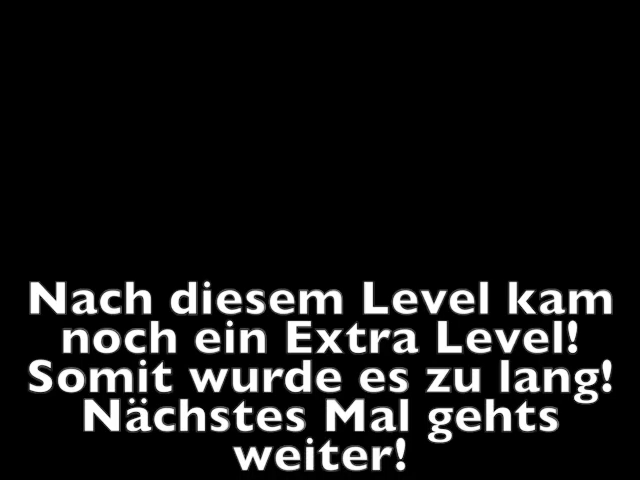 Nach diesem Level kam
noch ein Extra Level!
Somit wurde es zu lang!
Nächstes Mal gehts
weiter!